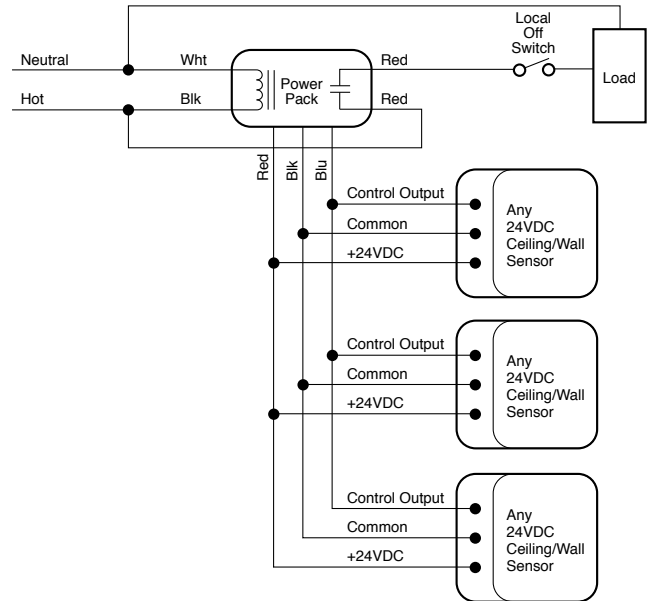 Local
Off
Switch
Neutral
Wht
Red
Power
Pack
Load
Hot
Blk
Red
Red
Blk
Blu
Control Output
Common
+24VDC
Any
24VDC
Ceiling/Wall
Sensor
Control Output
Common
+24VDC
Any
24VDC
Ceiling/Wall
Sensor
Control Output
Common
+24VDC
Any
24VDC
Ceiling/Wall
Sensor